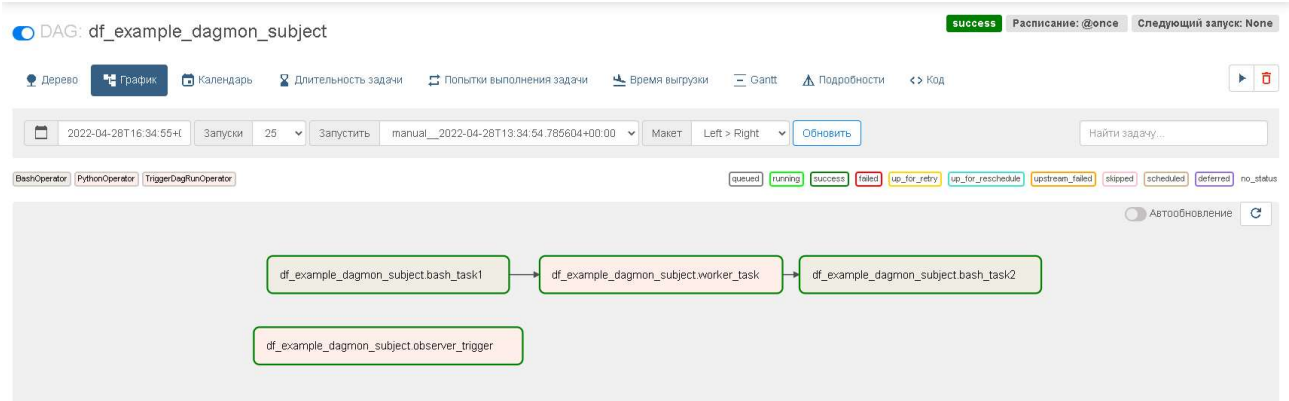 DAG: df_example_dagmon_subject
success Расписание: @once Следующий запуск: None
Дерево График Календарь Длительность задачи Попытки выполнения задачи Время выгрузки Gantt Подробности <> Код
2022-04-28T16:34:55+( Запуски 25 Запустить manual__2022-04-28T13:34:54.785604+00:00 Макет Left > Right Обновить Найти задачу...
BashOperator PythonOperator TriggerDagRunOperator queued running success failed up_for_retry up_for_reschedule upstream_failed skipped scheduled deferred no_status
Автообновление
df_example_dagmon_subject.bash_task1 df_example_dagmon_subject.worker_task df_example_dagmon_subject.bash_task2
df_example_dagmon_subject.observer_trigger